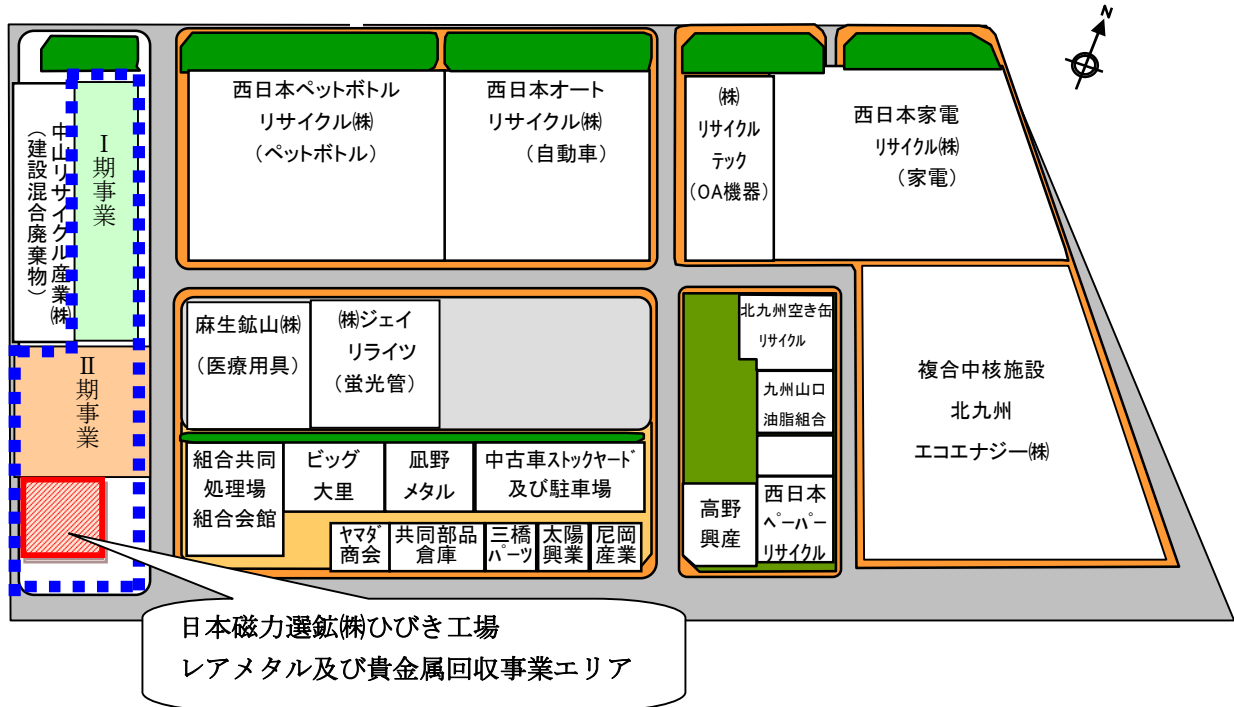 N
中山リサイクル産業㈱
（建設混合廃棄物）
Ⅰ期事業
Ⅱ期事業
西日本ペットボトル
リサイクル㈱
（ペットボトル）
西日本オート
リサイクル㈱
（自動車）
㈱
リサイクル
テック
（OA機器）
西日本家電
リサイクル㈱
（家電）
麻生鉱山㈱
（医療用具）
㈱ジェイ
リライツ
（蛍光管）
北九州空き缶
リサイクル
九州山口
油脂組合
複合中核施設
北九州
エコエナジー㈱
組合共同
処理場
組合会館
ビッグ
大里
凪野
メタル
中古車ストックヤード
及び駐車場
ヤマダ
商会
共同部品
倉庫
三橋
パーツ
太陽
興業
尼岡
産業
高野
興産
西日本
ペーパー
リサイクル
日本磁力選鉱㈱ひびき工場
レアメタル及び貴金属回収事業エリア